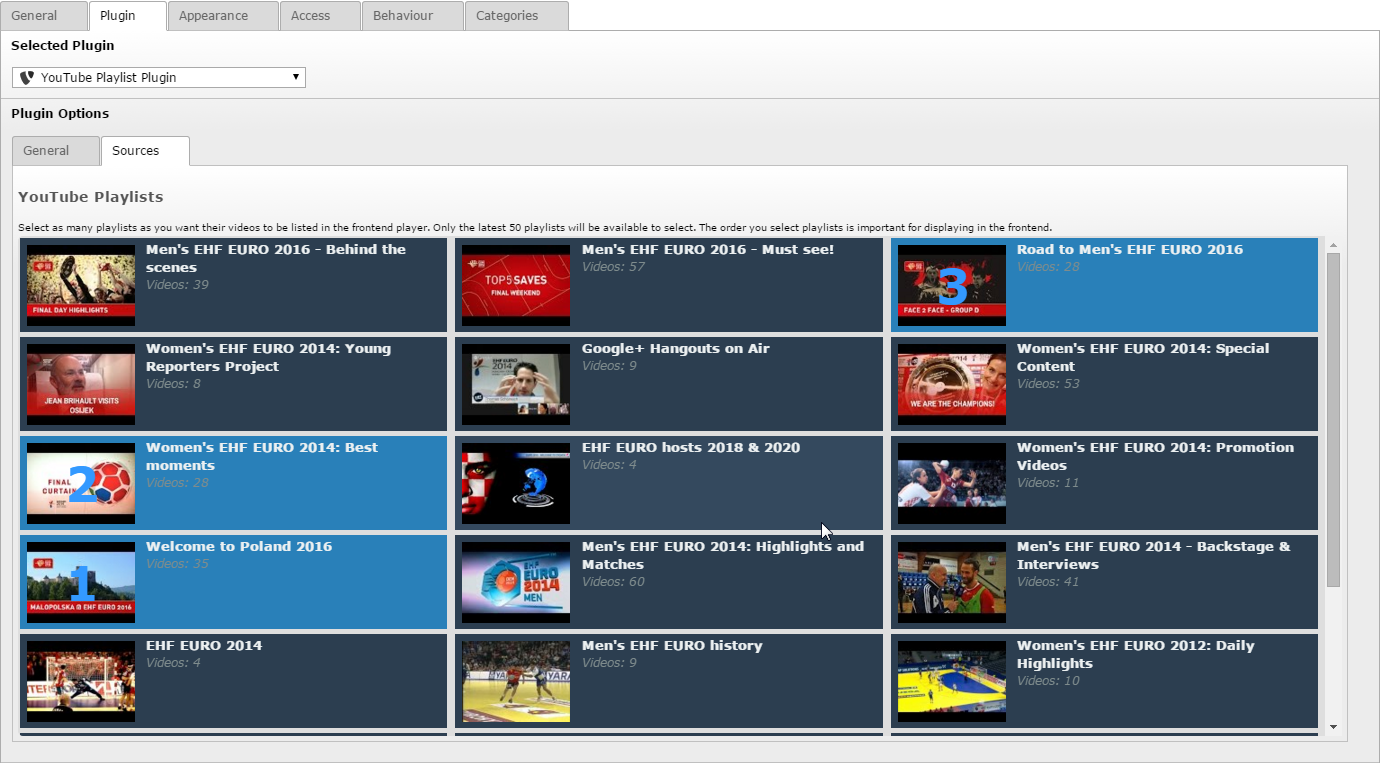 General
Plugin
Appearance
Access
Behaviour
Categories
Selected Plugin
YouTube Playlist Plugin
Plugin Options
General
Sources
YouTube Playlists
Select as many playlists as you want their videos to be listed in the frontend player. Only the latest 50 playlists will be available to select. The order you select playlists is important for displaying in the frontend.
FINAL DAY HIGHLIGHTS
Men's EHF EURO 2016 - Behind the
scenes
Videos: 39
TOP 5 SAVES
FINAL WEEKEND
Men's EHF EURO 2016 - Must see!
Videos: 57
3
FACE 2 FACE - GROUP D
Road to Men's EHF EURO 2016
Videos: 28
JEAN BRIHAULT VISITS
OSIJEK
Women's EHF EURO 2014: Young
Reporters Project
Videos: 8
2014
Google+ Hangouts on Air
Videos: 9
WE ARE THE CHAMPIONS!
Women's EHF EURO 2014: Special
Content
Videos: 53
FINAL
CURTAIN
2
Women's EHF EURO 2014: Best
moments
Videos: 28
EHF EURO hosts 2018 & 2020
Videos: 4
Women's EHF EURO 2014: Promotion
Videos
Videos: 11
1
MALOPOLSKA @ EHF EURO 2016
Welcome to Poland 2016
Videos: 35
EHF
EURO
2014
MEN
Men's EHF EURO 2014: Highlights and
Matches
Videos: 60
Men's EHF EURO 2014 - Backstage &
Interviews
Videos: 41
EHF EURO 2014
Videos: 4
Men's EHF EURO history
Videos: 9
Women's EHF EURO 2012: Daily
Highlights
Videos: 10